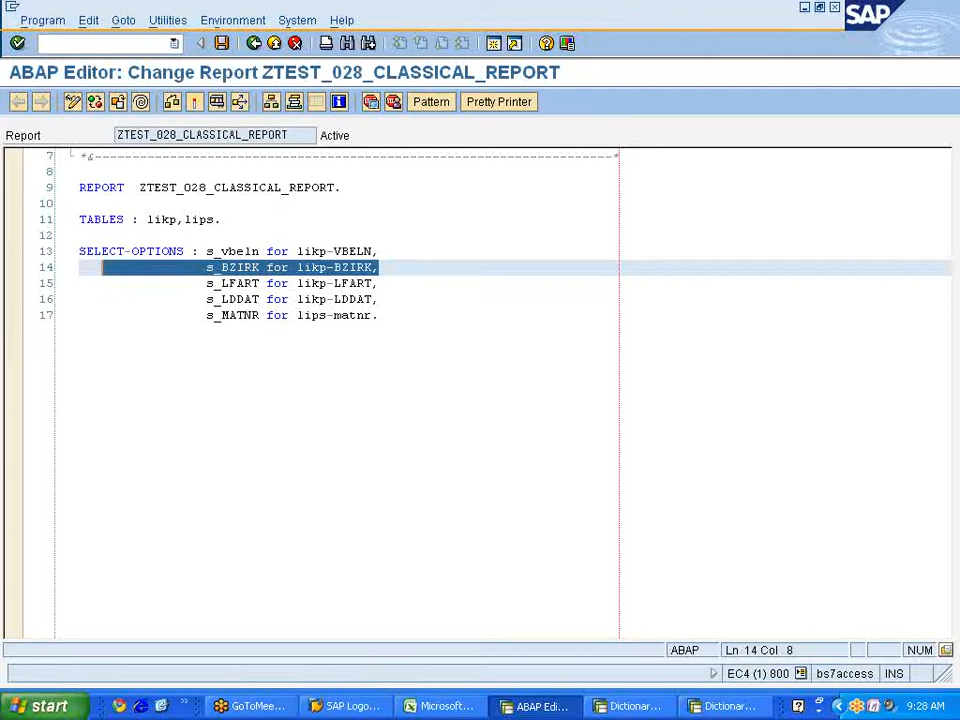 Program Edit Goto Utilities Environment System Help
SAP
ABAP Editor: Change Report ZTEST_028_CLASSICAL_REPORT
Pattern Pretty Printer
Report ZTEST_028_CLASSICAL_REPORT Active
7 *&---------------------------------------------------------------------*
8
9 REPORT ZTEST_028_CLASSICAL_REPORT.
10
11 TABLES : likp,lips.
12
13 SELECT-OPTIONS : s_vbeln for likp-VBELN,
14 s_BZIRK for likp-BZIRK,
15 s_LFART for likp-LFART,
16 s_LDDAT for likp-LDDAT,
17 s_MATNR for lips-matnr.
ABAP Ln 14 Col 8 NUM
EC4 (1) 800 bs7access INS
start GoToMee... SAP Logo... Microsoft... ABAP Edi... Dictionar... Dictionar... 9:28 AM